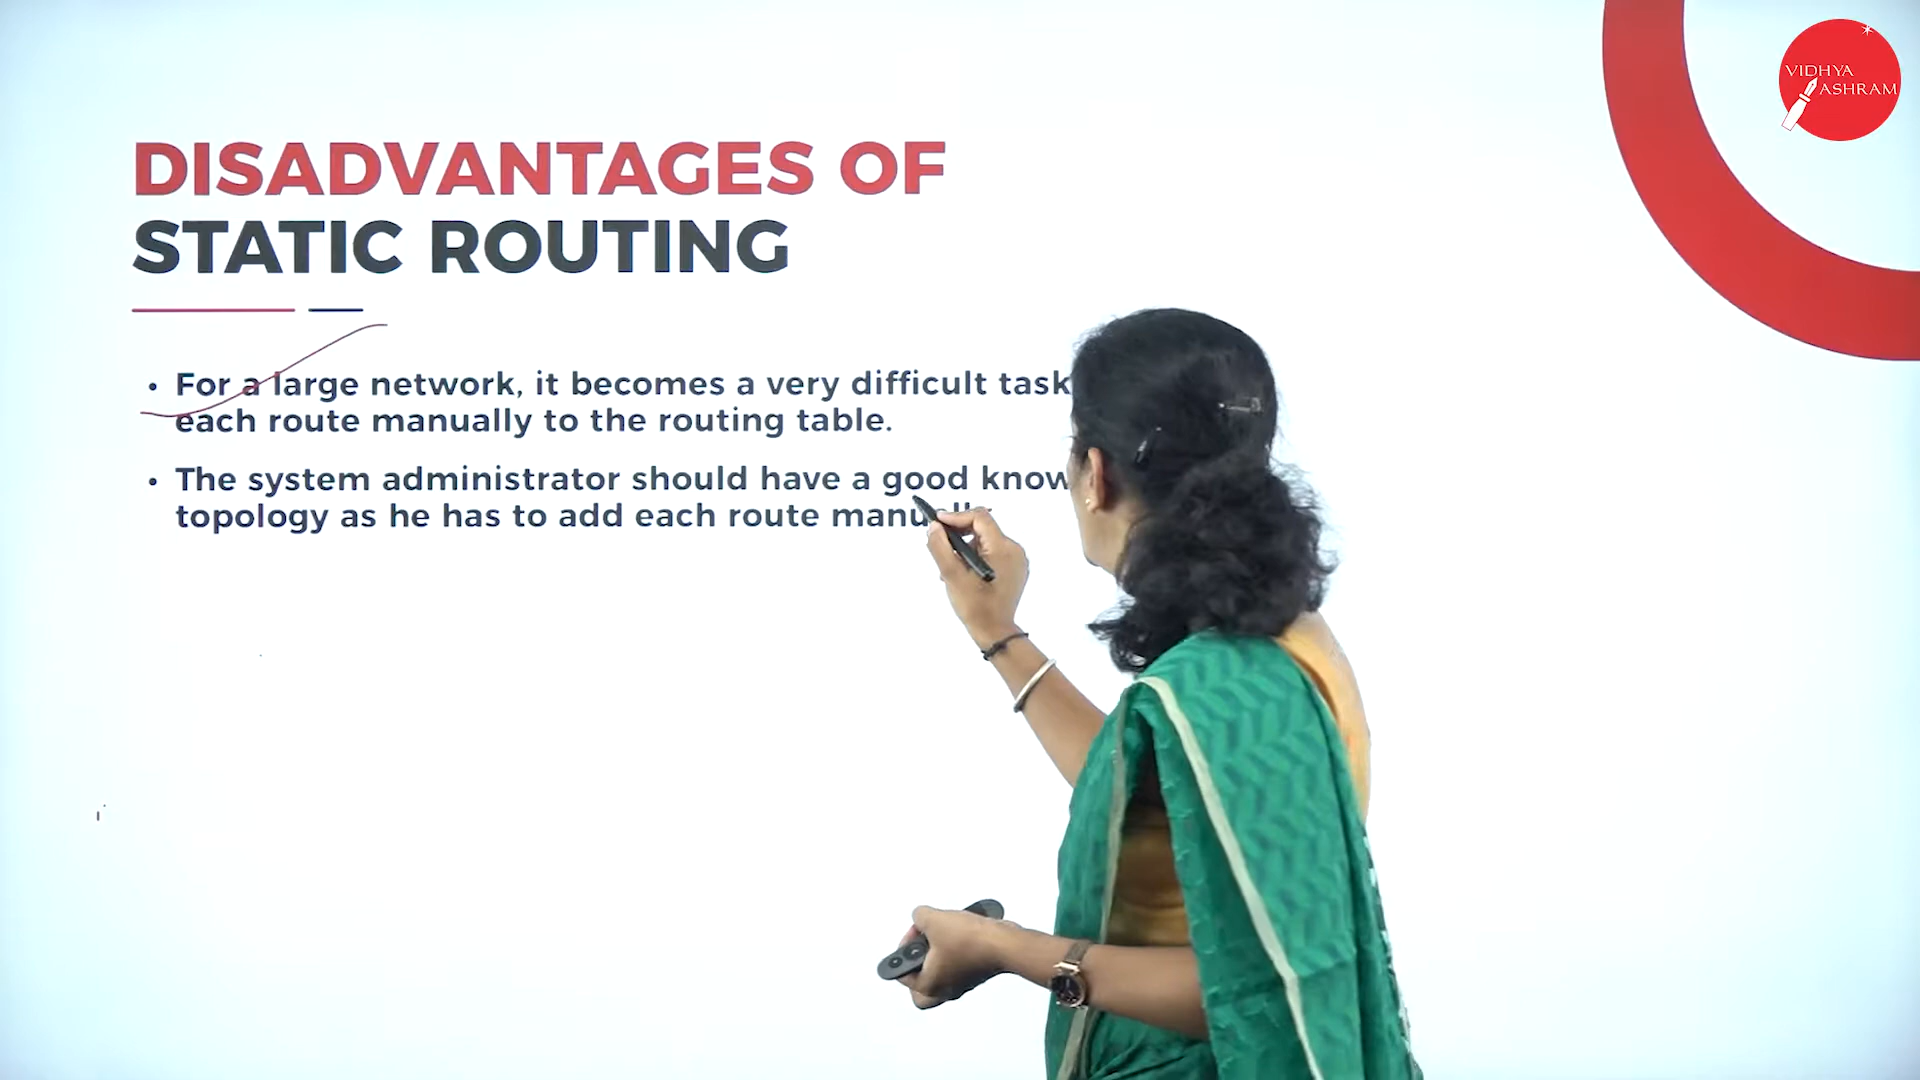 VIDHYA
ASHRAM
DISADVANTAGES OF
STATIC ROUTING
• For a large network, it becomes a very difficult task
each route manually to the routing table.
• The system administrator should have a good know
topology as he has to add each route